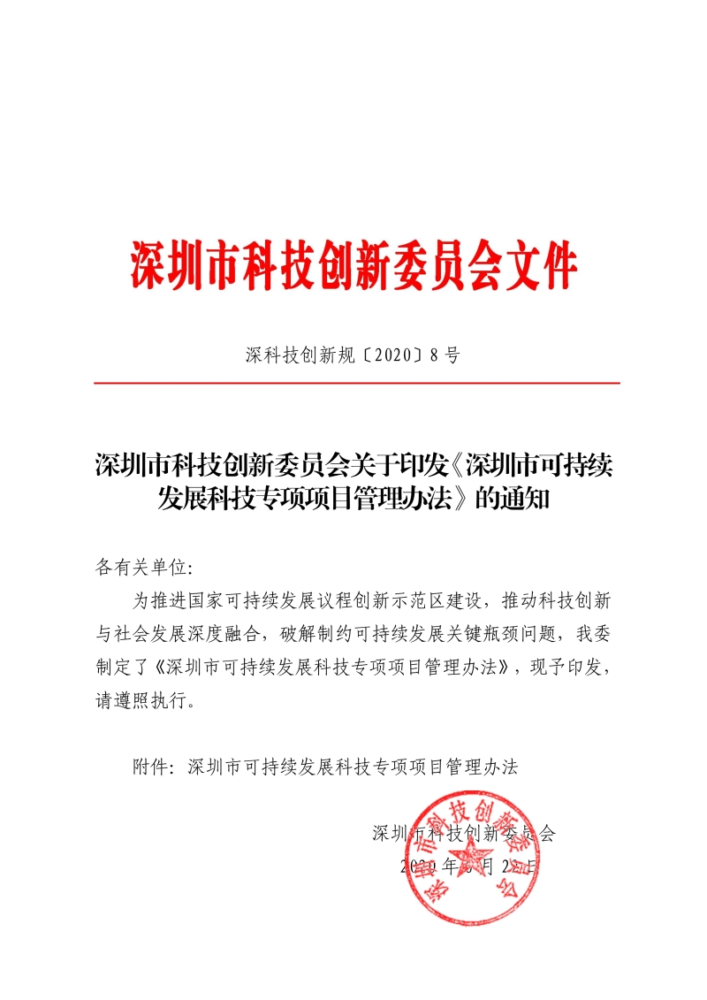 深圳市科技创新委员会文件
深科技创新规〔2020〕8 号
深圳市科技创新委员会关于印发《深圳市可持续
发展科技专项项目管理办法》的通知
各有关单位：
为推进国家可持续发展议程创新示范区建设，推动科技创新
与社会发展深度融合，破解制约可持续发展关键瓶颈问题，我委
制定了《深圳市可持续发展科技专项项目管理办法》，现予印发，
请遵照执行。
附件：深圳市可持续发展科技专项项目管理办法
深圳市科技创新委员会
2020 年 月 日
深圳市科技创新委员会